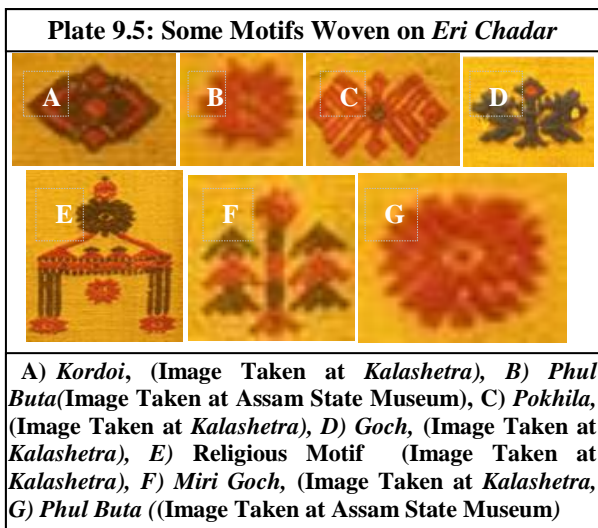 Plate 9.5: Some Motifs Woven on Eri Chadar
A B C D
E F G
A) Kordoi, (Image Taken at Kalashetra), B) Phul
Buta(Image Taken at Assam State Museum), C) Pokhila,
(Image Taken at Kalashetra), D) Goch, (Image Taken at
Kalashetra), E) Religious Motif (Image Taken at
Kalashetra), F) Miri Goch, (Image Taken at Kalashetra,
G) Phul Buta ((Image Taken at Assam State Museum)